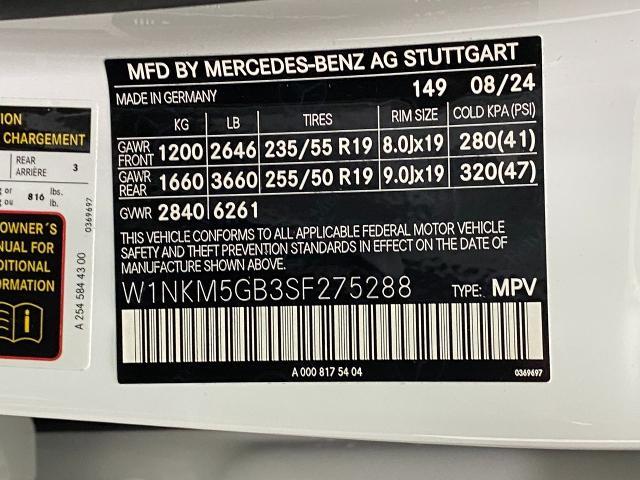 MFD BY MERCEDES-BENZ AG STUTTGART
MADE IN GERMANY 149 08/24
KG LB TIRES RIM SIZE COLD KPA (PSI)
GAWR FRONT 1200 2646 235/55 R19 8.0Jx19 280(41)
GAWR REAR 1660 3660 255/50 R19 9.0Jx19 320(47)
GVWR 2840 6261
THIS VEHICLE CONFORMS TO ALL APPLICABLE FEDERAL MOTOR VEHICLE
SAFETY AND THEFT PREVENTION STANDARDS IN EFFECT ON THE DATE OF
MANUFACTURE SHOWN ABOVE.
W1NKM5GB3SF275288 TYPE: MPV
A 000 817 54 04 0369697
TION
CHARGEMENT
REAR
ARRIÈRE 3
g or 816 lbs.
g ou lb.
OWNER'S
NUAL FOR
DITIONAL
ORMATION
0369697
A 254 584 43 00